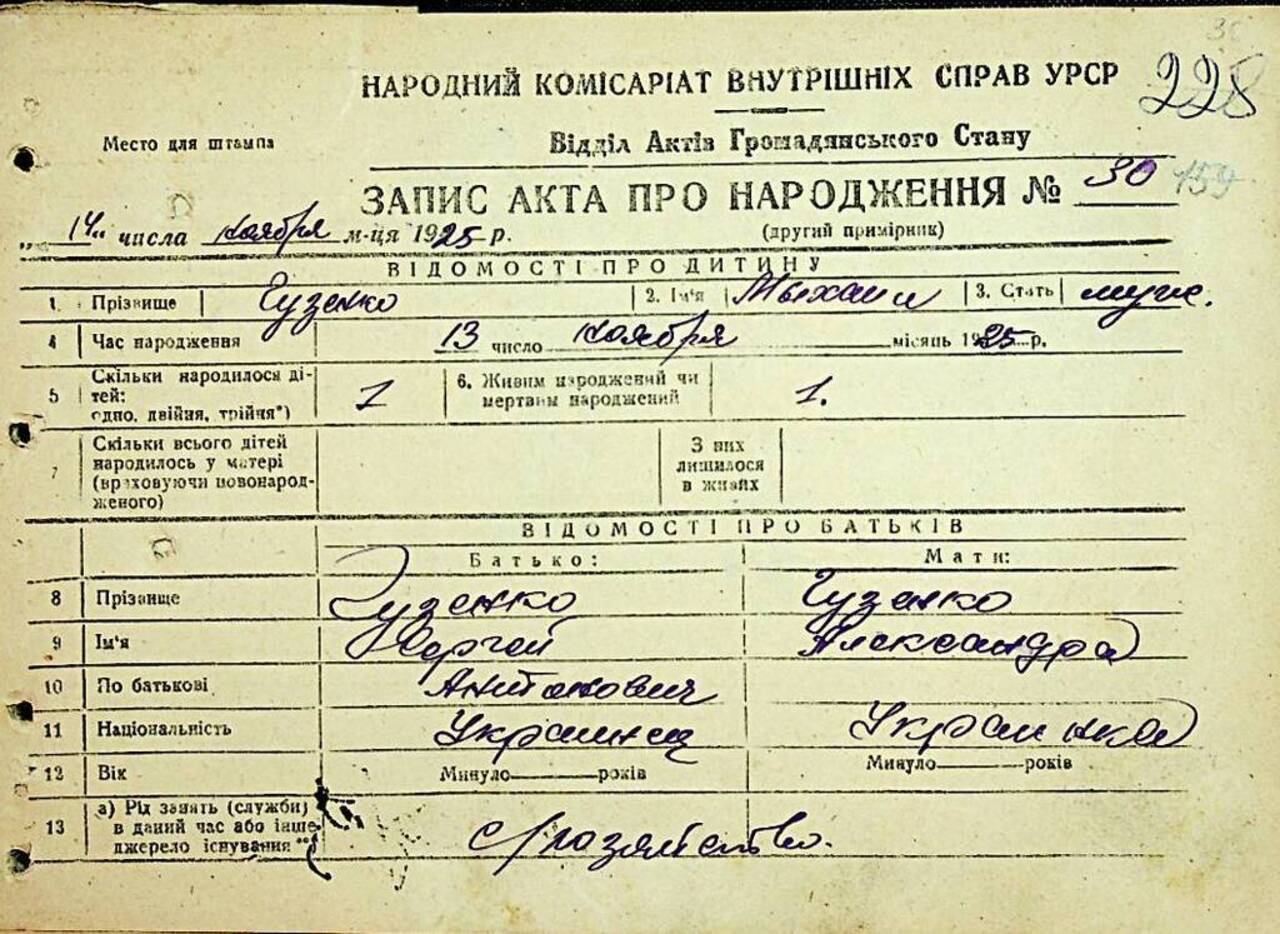 30
228
НАРОДНИЙ КОМІСАРІАТ ВНУТРІШНІХ СПРАВ УРСР
Место для штампа
Відділ Актів Громадянського Стану
ЗАПИС АКТА ПРО НАРОДЖЕННЯ № 30 159
„14" числа ноября м-ця 1925 р. (другий примірник)
ВІДОМОСТІ ПРО ДИТИНУ
1. Прізвище Гузенко 2. Ім'я Мыхаил 3. Стать муж.
4 Час народження 13 число ноября місяць 1925 р.
5 Скільки народилося ді-
тей:
одно, двійня, трійня*) 1 6. Живим народжений чи
мертвим народжений 1.
7 Скільки всього дітей
народилось у матері
(враховуючи новонарод-
женого) З них
лишилося
в живих
ВІДОМОСТІ ПРО БАТЬКІВ
Батько: Мати:
8 Прізвище Гузенко Гузенко
9 Ім'я Сергей Александра
10 По батькові Антонович
11 Національність Украинец Украинка
12 Вік Минуло років Минуло років
13 а) Рід занять (служби)
в даний час або інше
джерело існування**) с/хозяйство.